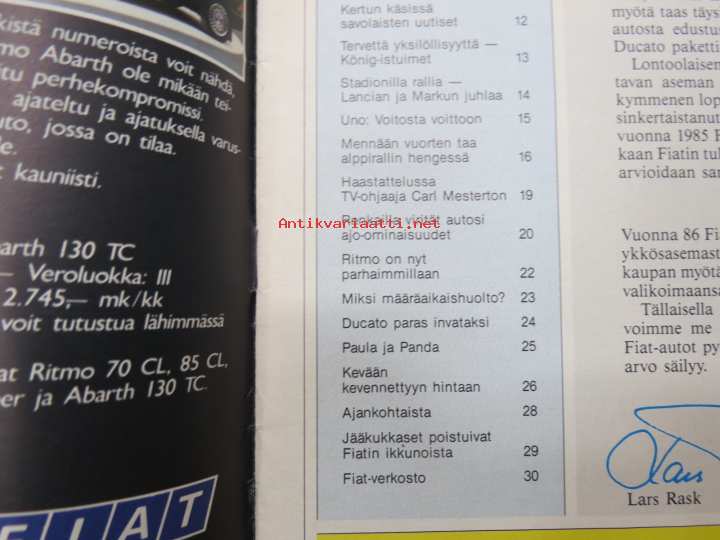 kistä numeroista voit nähdä,
mo Abarth ole mikään tei-
tu perhekompromissi.
ajateltu ja ajatuksella varus-
uto, jossa on tilaa.
kauniisti.
arth 130 TC
— Veroluokka: III
2.745,— mk/kk
voit tutustua lähimmässä
at Ritmo 70 CL, 85 CL,
er ja Abarth 130 TC.
FIAT
Kertun käsissä
savolaisten uutiset 12
Tervettä yksilöllisyyttä —
König-istuimet 13
Stadionilla rallia —
Lancian ja Markun juhlaa 14
Uno: Voitosta voittoon 15
Mennään vuorten taa
alppirallin hengessä 16
Haastattelussa
TV-ohjaaja Carl Mesterton 19
Antikvariaatti.net
virität autosi
ajo-ominaisuudet 20
Ritmo on nyt
parhaimmillaan 22
Miksi määräaikaishuolto? 23
Ducato paras invataksi 24
Paula ja Panda 25
Kevään
kevennettyyn hintaan 26
Ajankohtaista 28
Jääkukkaset poistuivat
Fiatin ikkunoista 29
Fiat-verkosto 30
myötä taas täys
autosta edustus
Ducato paketti
Lontoolaisen
tavan aseman
kymmenen lop
sinkertaistanut
vuonna 1985 F
kaan Fiatin tul
arvioidaan sar
Vuonna 86 Fia
ykkösasemast
kaupan myötä
valikoimaansa
Tällaisella
voimme me
Fiat-autot py
arvo säilyy.
Lars
Lars Rask